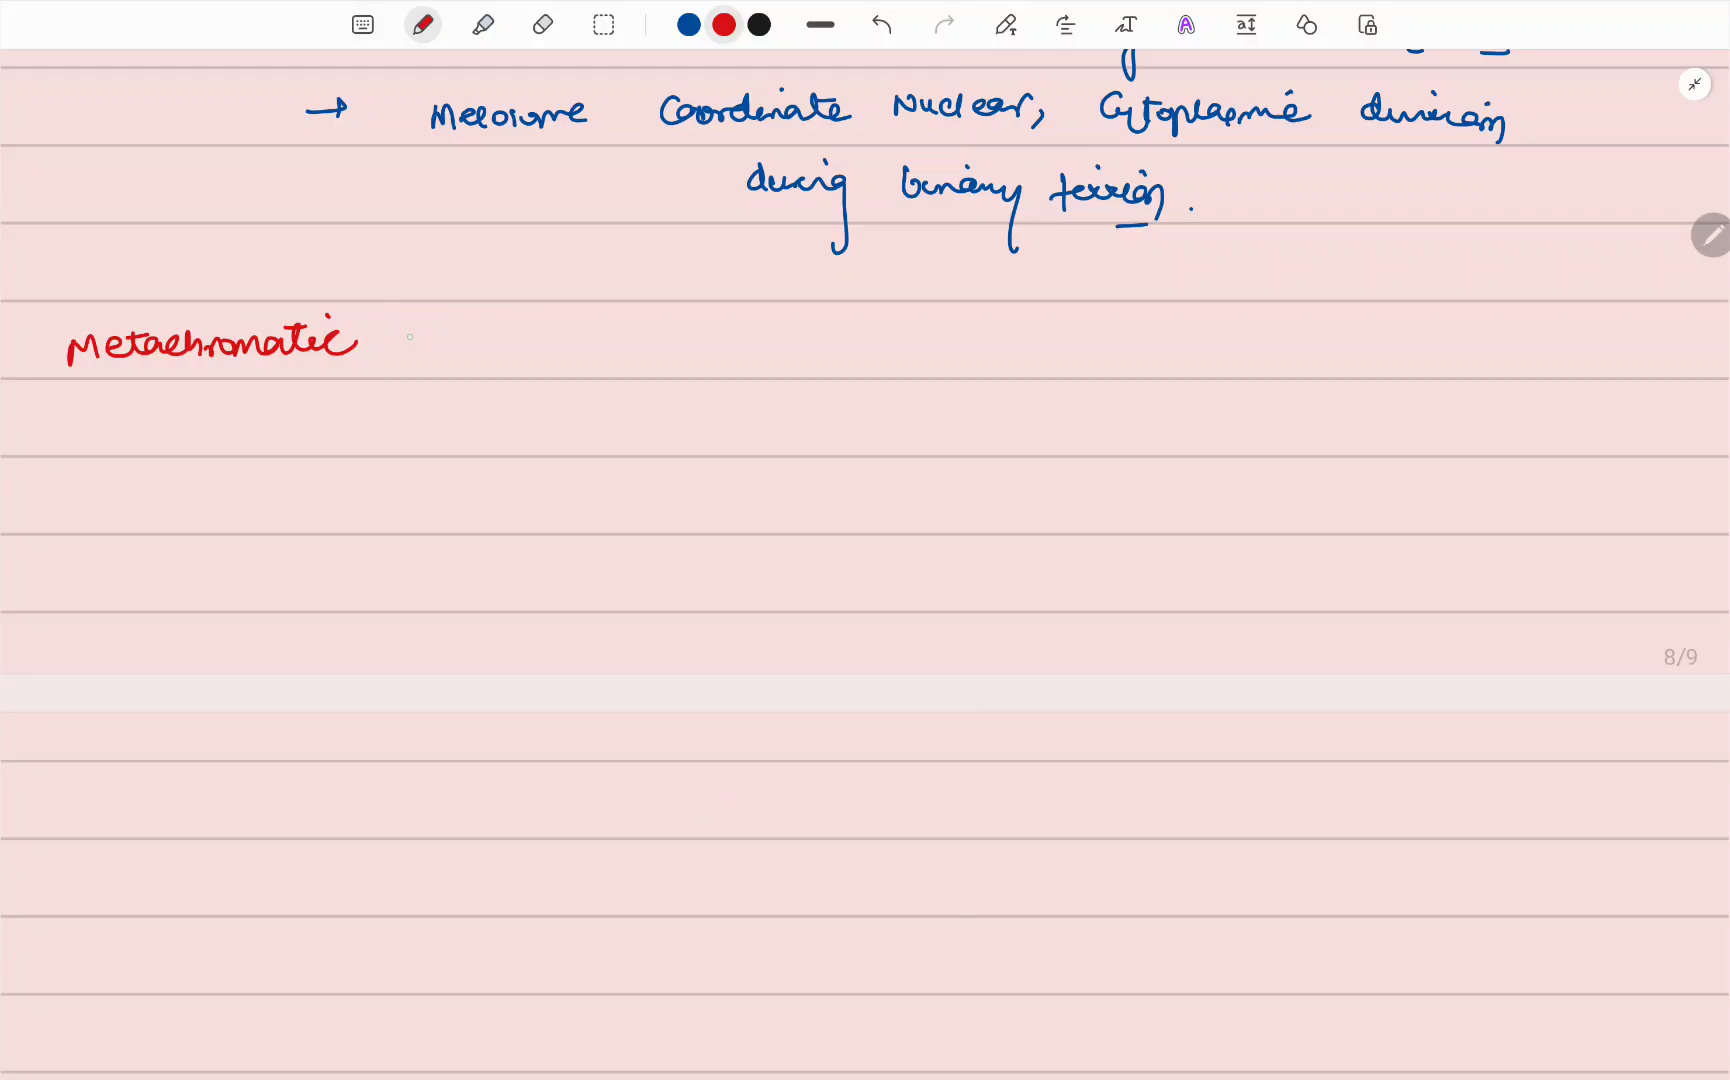 → Mesosome Coordinate Nuclear, Cytoplasmic division
during binary fission.
Metachromatic
8/9